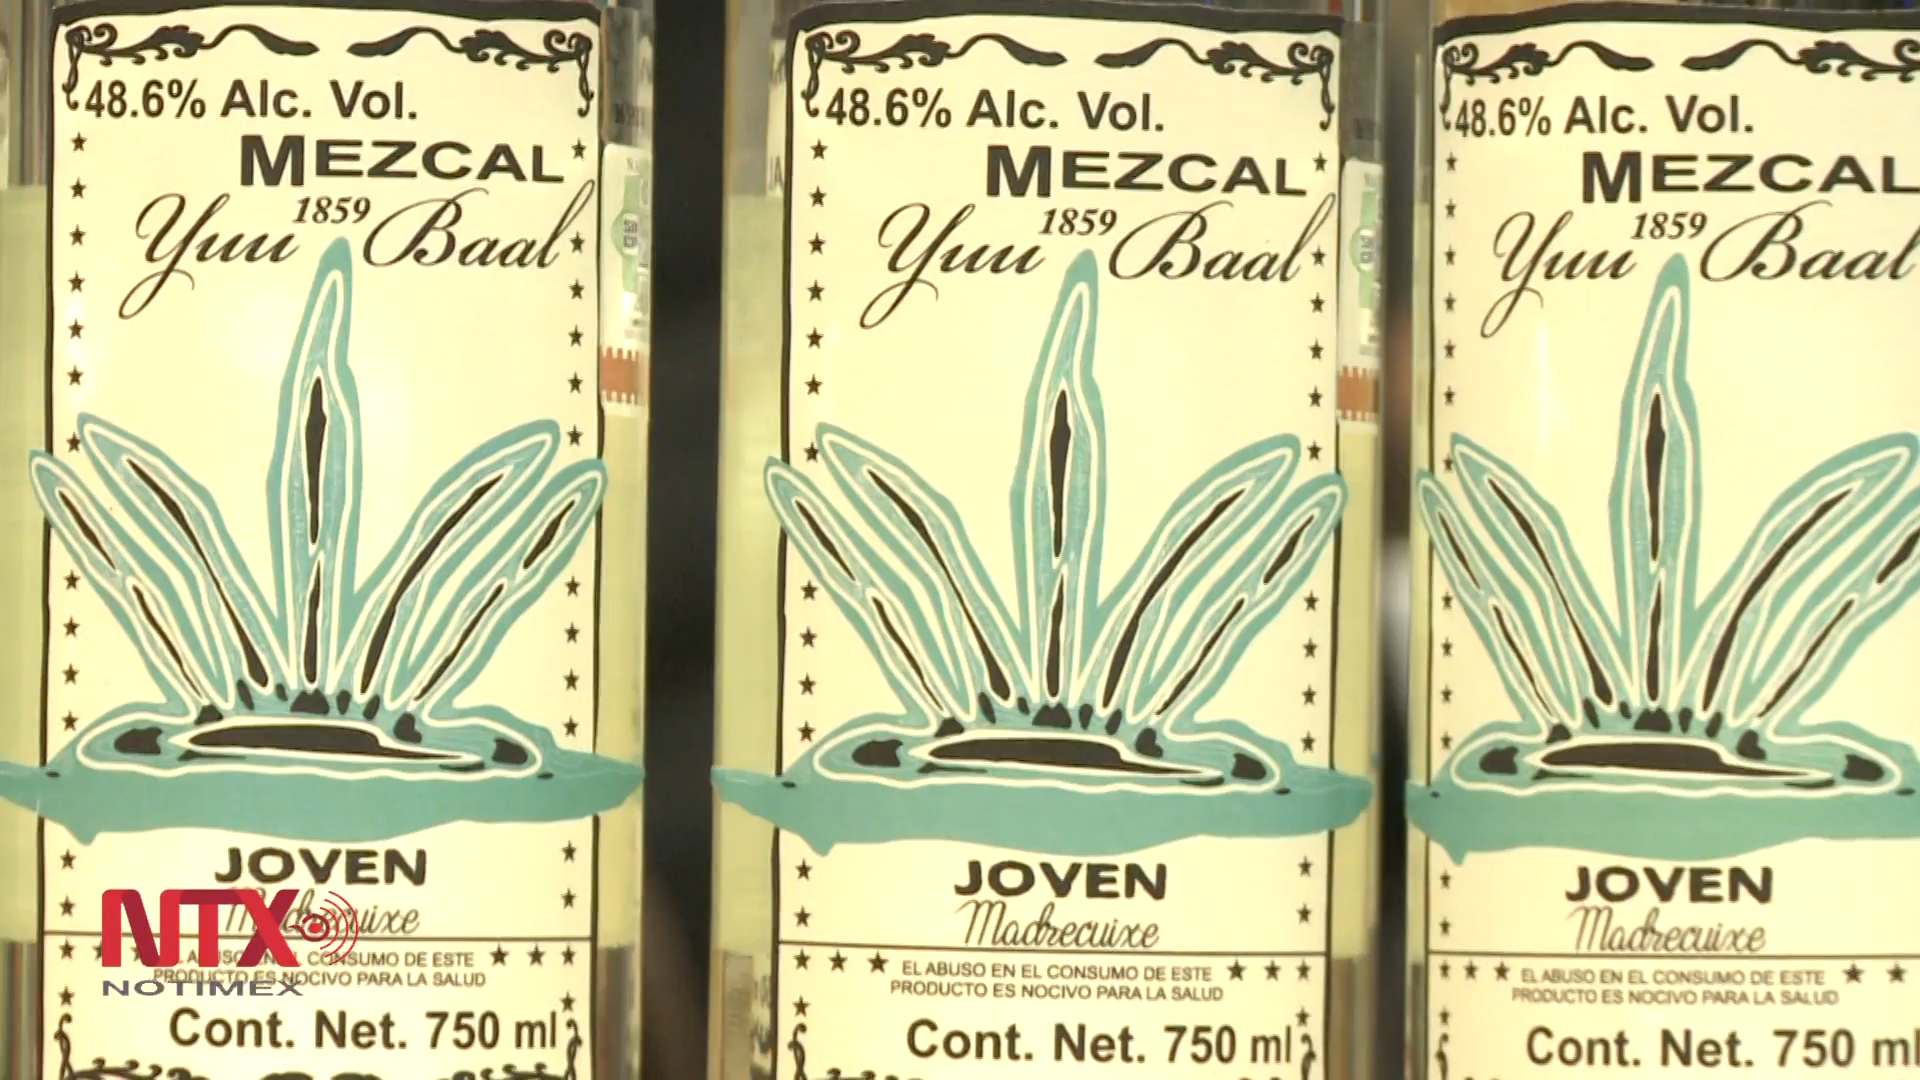 48.6% Alc. Vol.
MEZCAL
Yuu 1859 Baal
JOVEN
Madrecuixe
EL ABUSO EN EL CONSUMO DE ESTE
PRODUCTO ES NOCIVO PARA LA SALUD
Cont. Net. 750 ml
48.6% Alc. Vol.
MEZCAL
Yuu 1859 Baal
JOVEN
Madrecuixe
EL ABUSO EN EL CONSUMO DE ESTE
PRODUCTO ES NOCIVO PARA LA SALUD
Cont. Net. 750 ml
48.6% Alc. Vol.
MEZCAL
Yuu 1859 Baal
JOVEN
Madrecuixe
EL ABUSO EN EL CONSUMO DE ESTE
PRODUCTO ES NOCIVO PARA LA SALUD
Cont. Net. 750 ml
NTX
NOTIMEX